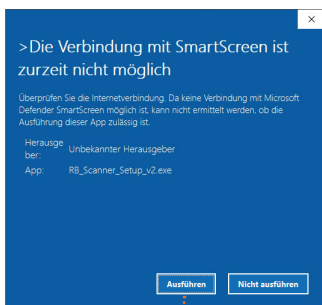 >Die Verbindung mit SmartScreen ist
zurzeit nicht möglich
Überprüfen Sie die Internetverbindung. Da keine Verbindung mit Microsoft
Defender SmartScreen möglich ist, kann nicht ermittelt werden, ob die
Ausführung dieser App zulässig ist.
Herausge
ber:
Unbekannter Herausgeber
App: RB_Scanner_Setup_v2.exe
Ausführen Nicht ausführen